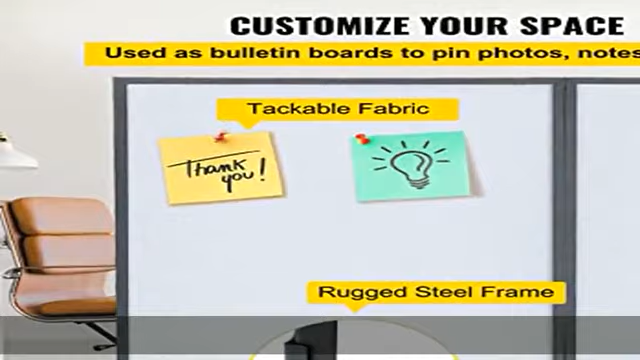 CUSTOMIZE YOUR SPACE
Used as bulletin boards to pin photos, notes
Tackable Fabric
Thank
you!
Rugged Steel Frame